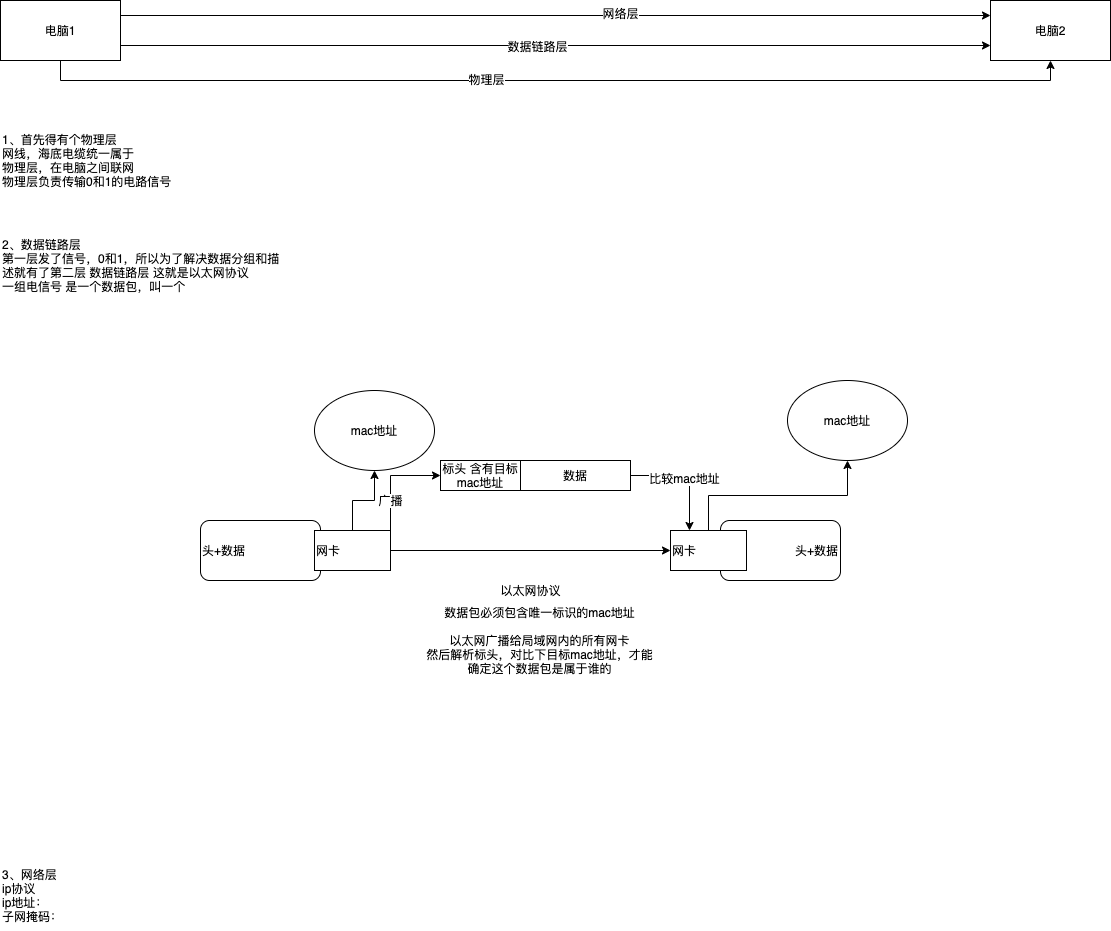 网络层
电脑1
电脑2
数据链路层
物理层
1、首先得有个物理层
网线，海底电缆统一属于
物理层，在电脑之间联网
物理层负责传输0和1的电路信号
2、数据链路层
第一层发了信号，0和1，所以为了解决数据分组和描
述就有了第二层 数据链路层 这就是以太网协议
一组电信号 是一个数据包，叫一个
mac地址
mac地址
标头 含有目标
mac地址
数据
比较mac地址
广播
头+数据
网卡
网卡
头+数据
以太网协议
数据包必须包含唯一标识的mac地址
以太网广播给局域网内的所有网卡
然后解析标头，对比下目标mac地址，才能
确定这个数据包是属于谁的
3、网络层
ip协议
ip地址：
子网掩码：